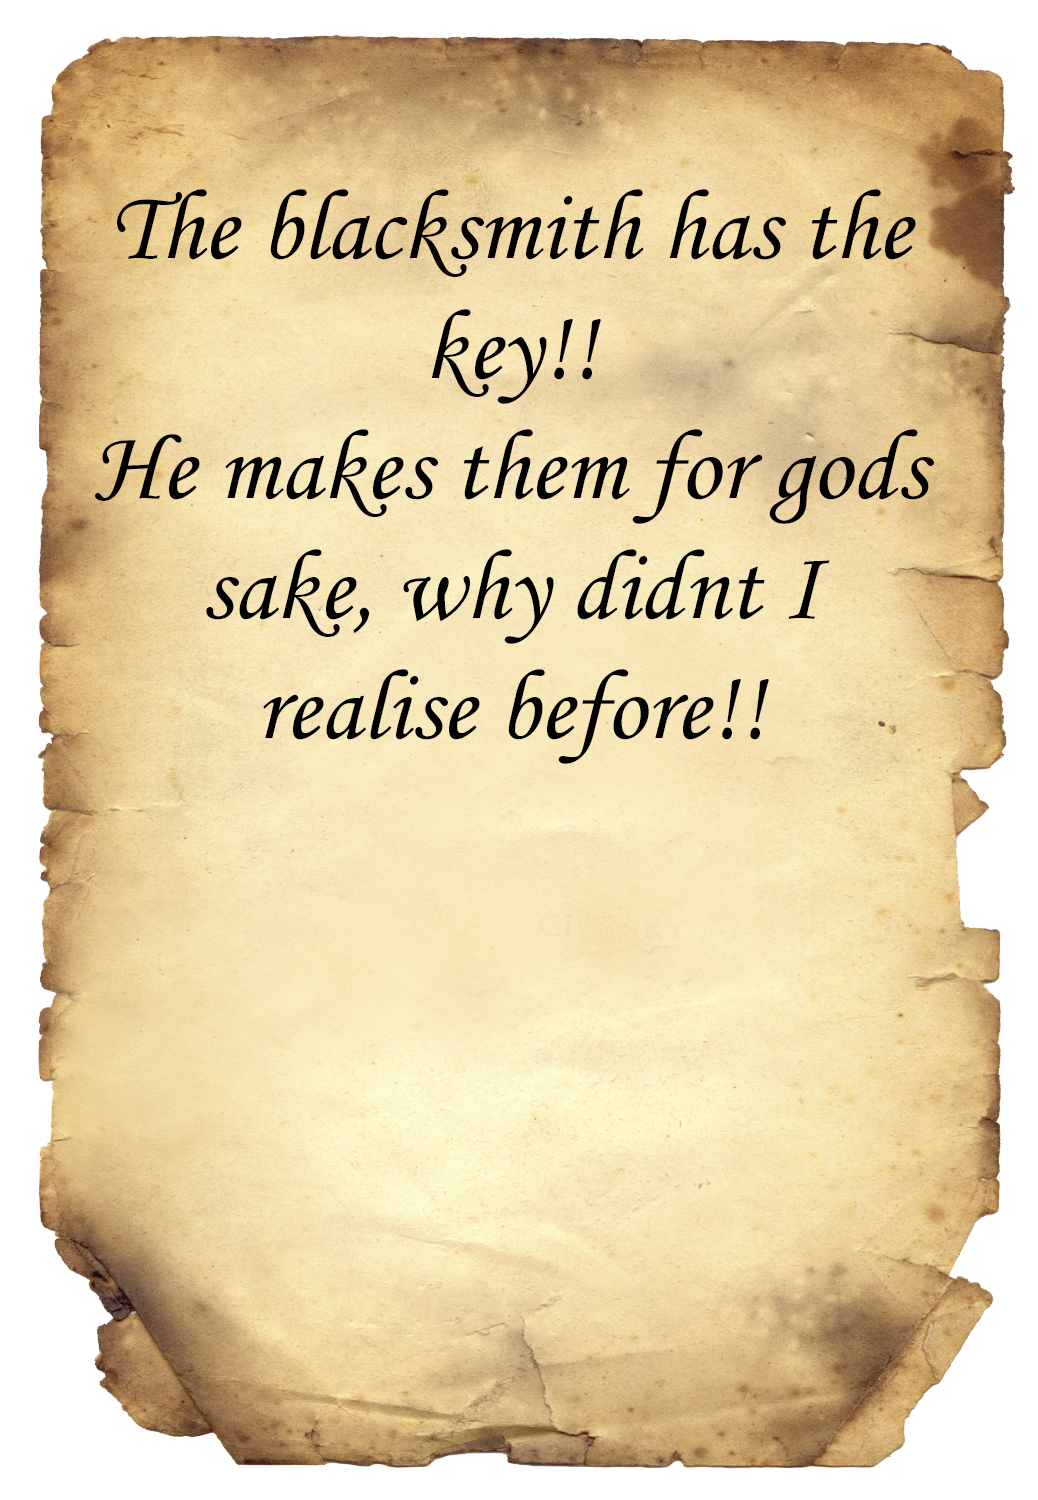 The blacksmith has the
key!!
He makes them for gods
sake, why didnt I
realise before!!